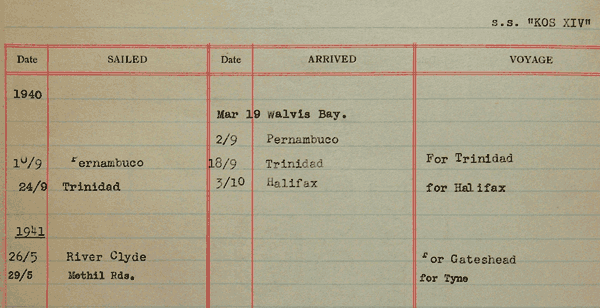 s.s. "KOS XIV"
Date SAILED Date ARRIVED VOYAGE
1940
Mar 19 Walvis Bay.
2/9 Pernambuco
10/9 Pernambuco 18/9 Trinidad For Trinidad
24/9 Trinidad 3/10 Halifax for Halifax
1941
26/5 River Clyde For Gateshead
29/5 Methil Rds. for Tyne